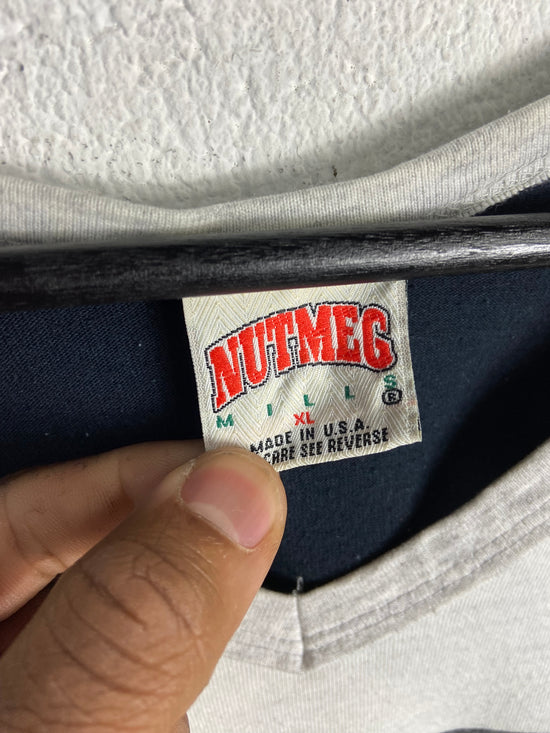 NUTMEG
MILLS ®
XL
MADE IN U.S.A.
CARE SEE REVERSE